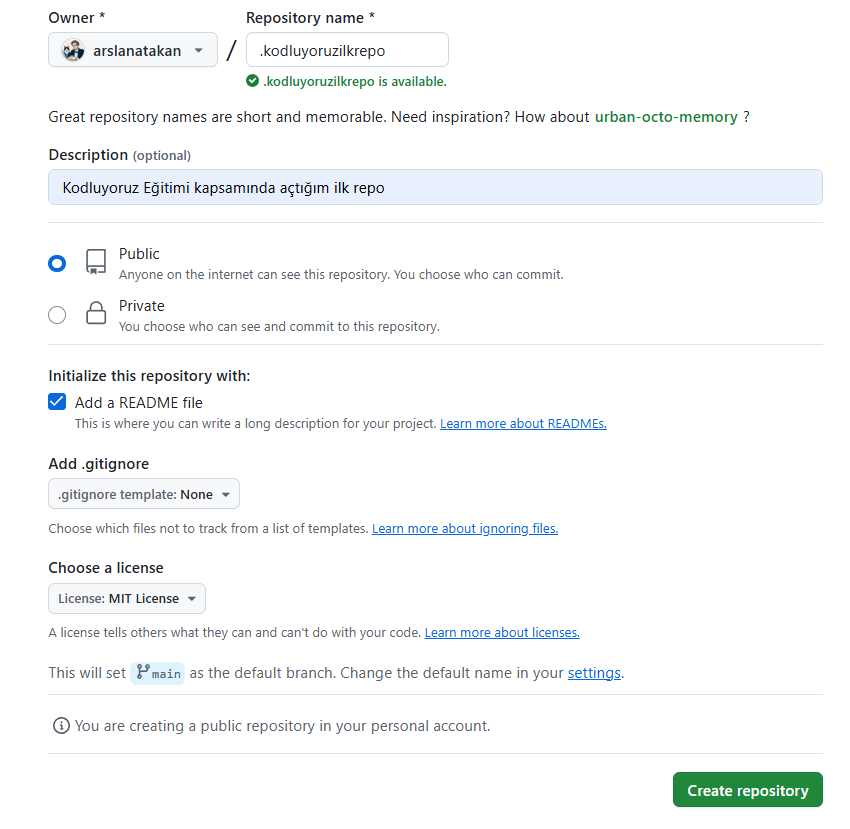 Owner * Repository name *
arslanatakan / .kodluyoruzilkrepo
.kodluyoruzilkrepo is available.
Great repository names are short and memorable. Need inspiration? How about urban-octo-memory ?
Description (optional)
Kodluyoruz Eğitimi kapsamında açtığım ilk repo
Public
Anyone on the internet can see this repository. You choose who can commit.
Private
You choose who can see and commit to this repository.
Initialize this repository with:
Add a README file
This is where you can write a long description for your project. Learn more about READMEs.
Add .gitignore
.gitignore template: None
Choose which files not to track from a list of templates. Learn more about ignoring files.
Choose a license
License: MIT License
A license tells others what they can and can't do with your code. Learn more about licenses.
This will set main as the default branch. Change the default name in your settings.
You are creating a public repository in your personal account.
Create repository